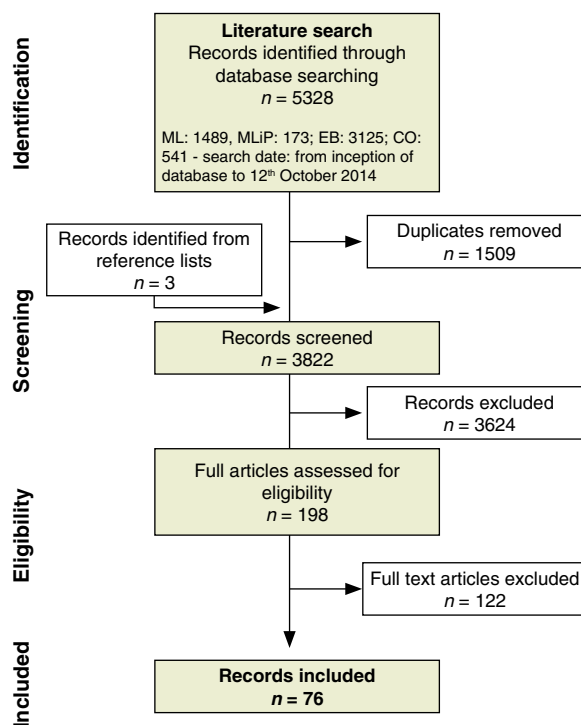 Identification
Literature search
Records identified through
database searching
n = 5328
ML: 1489, MLiP: 173; EB: 3125; CO:
541 - search date: from inception of
database to 12th October 2014
Duplicates removed
n = 1509
Records identified from
reference lists
n = 3
Screening
Records screened
n = 3822
Records excluded
n = 3624
Eligibility
Full articles assessed for
eligibility
n = 198
Full text articles excluded
n = 122
Included
Records included
n = 76